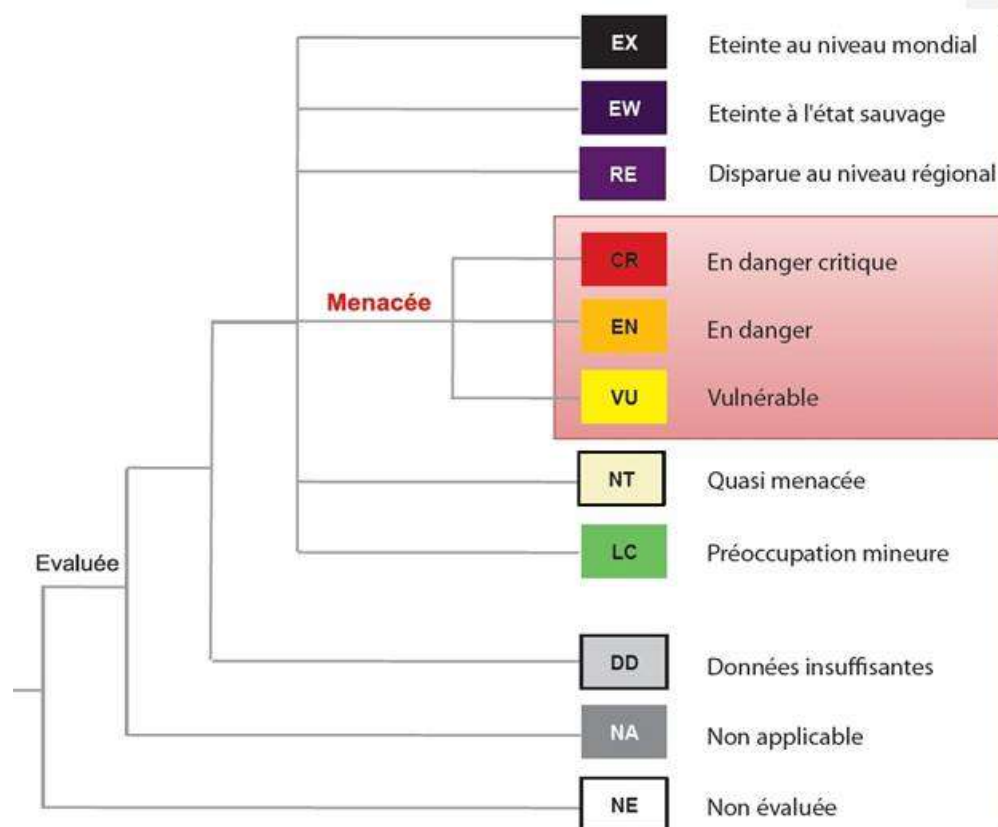 EX Eteinte au niveau mondial
EW Eteinte à l'état sauvage
RE Disparue au niveau régional
CR En danger critique
Menacée
EN En danger
VU Vulnérable
NT Quasi menacée
LC Préoccupation mineure
Evaluée
DD Données insuffisantes
NA Non applicable
NE Non évaluée